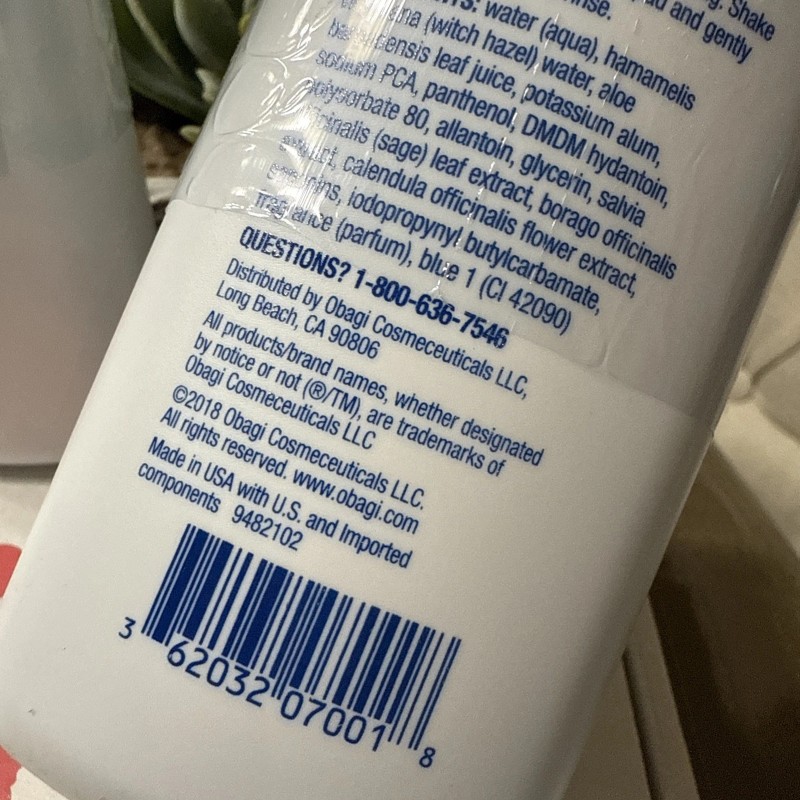 Shake
and gently
rinse.
water (aqua), hamamelis
(witch hazel) water, aloe
leaf juice, potassium alum,
sodium PCA, panthenol, DMDM hydantoin,
polysorbate 80, allantoin, glycerin, salvia
(sage) leaf extract, borago officinalis
calendula officinalis flower extract,
iodopropynyl butylcarbamate,
fragrance (parfum), blue 1 (CI 42090)
QUESTIONS? 1-800-636-7546
Distributed by Obagi Cosmeceuticals LLC,
Long Beach, CA 90806
All products/brand names, whether designated
by notice or not (®/TM), are trademarks of
Obagi Cosmeceuticals LLC
©2018 Obagi Cosmeceuticals LLC.
All rights reserved. www.obagi.com
Made in USA with U.S. and Imported
components 9482102
3 62032 07001 8